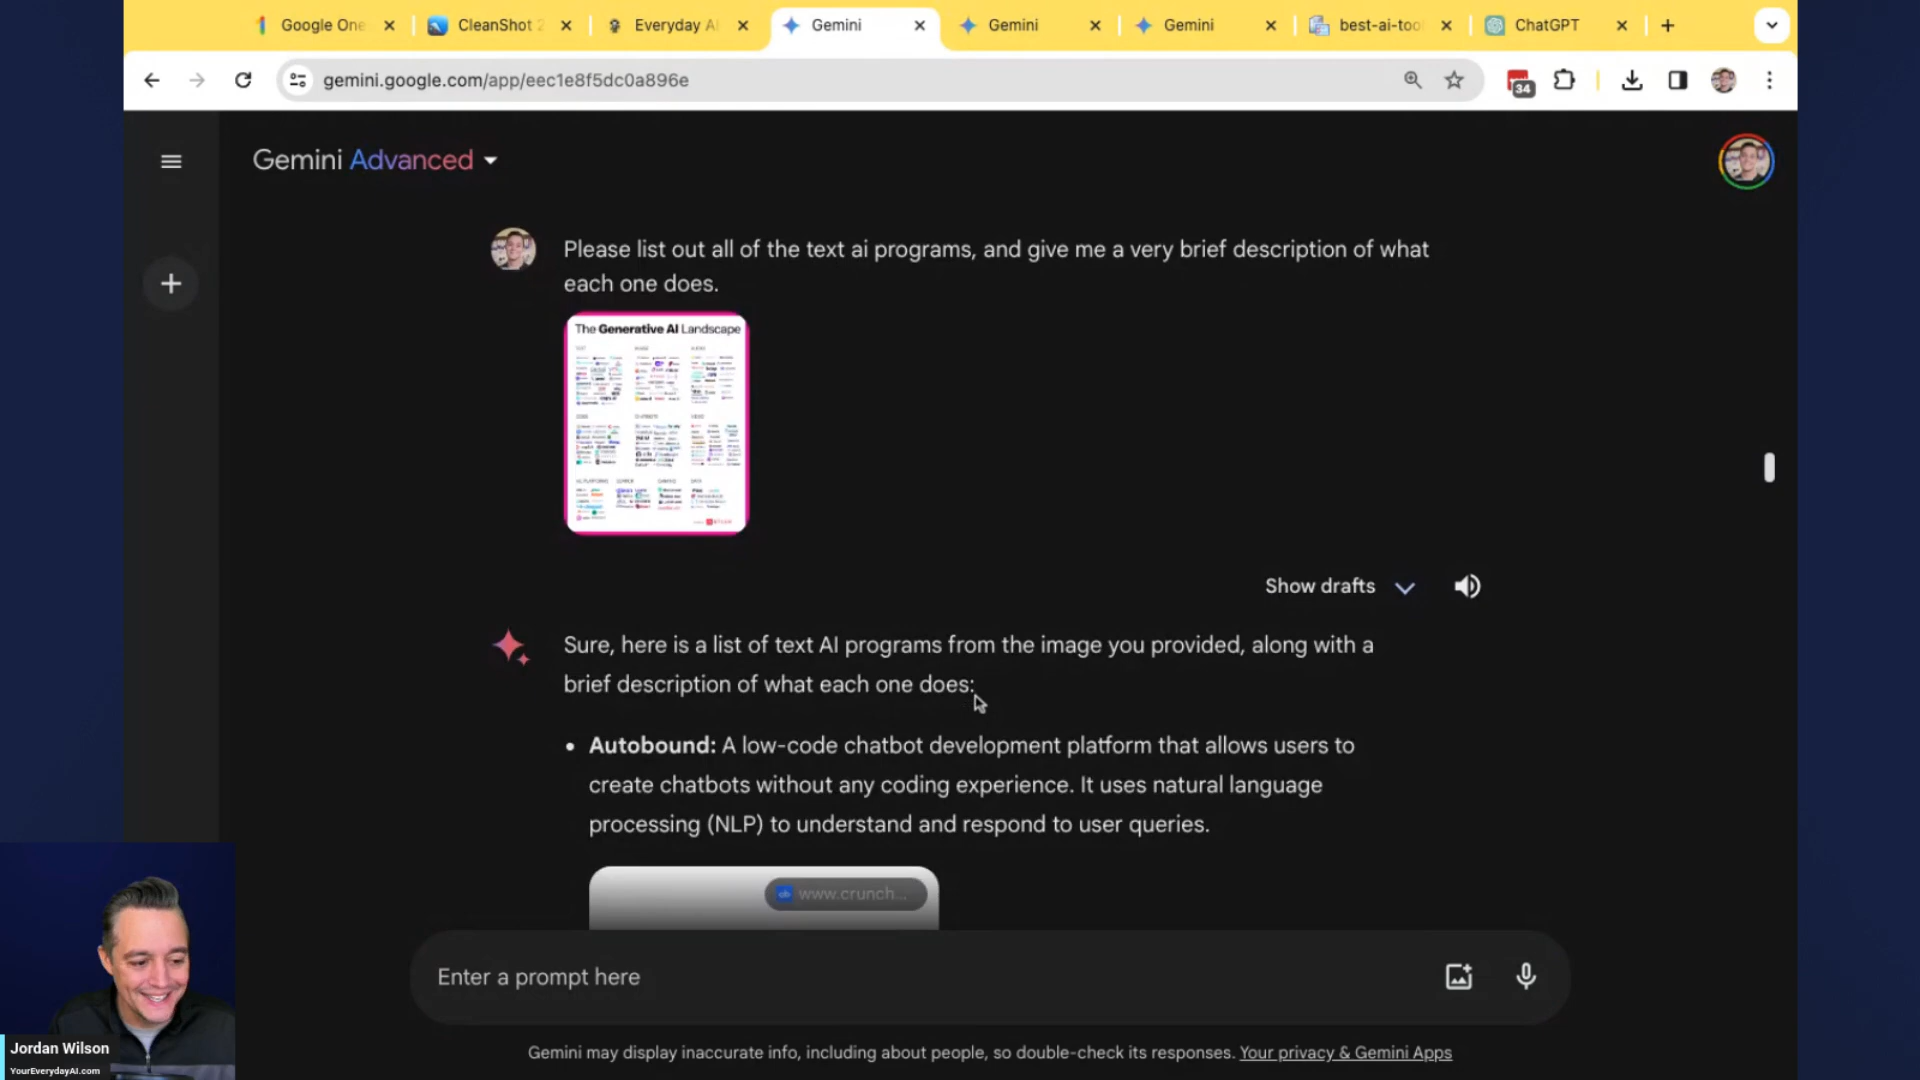 Google One
CleanShot 2
Everyday AI
Gemini
Gemini
Gemini
best-ai-too
ChatGPT
gemini.google.com/app/eec1e8f5dc0a896e
34
Gemini Advanced
Please list out all of the text ai programs, and give me a very brief description of what
each one does.
The Generative AI Landscape
Show drafts
Sure, here is a list of text AI programs from the image you provided, along with a
brief description of what each one does:
• Autobound: A low-code chatbot development platform that allows users to
create chatbots without any coding experience. It uses natural language
processing (NLP) to understand and respond to user queries.
www.crunch...
Enter a prompt here
Gemini may display inaccurate info, including about people, so double-check its responses. Your privacy & Gemini Apps
Jordan Wilson
YourEverydayAI.com